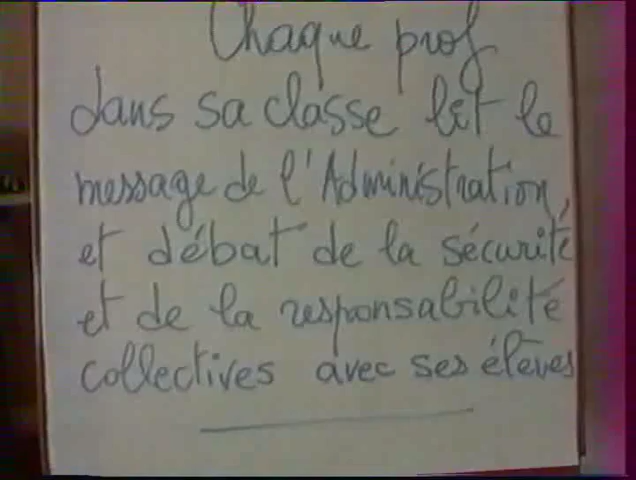 Chaque prof
dans sa classe lit le
message de l'Administration,
et débat de la sécurité
et de la responsabilité
collectives avec ses élèves